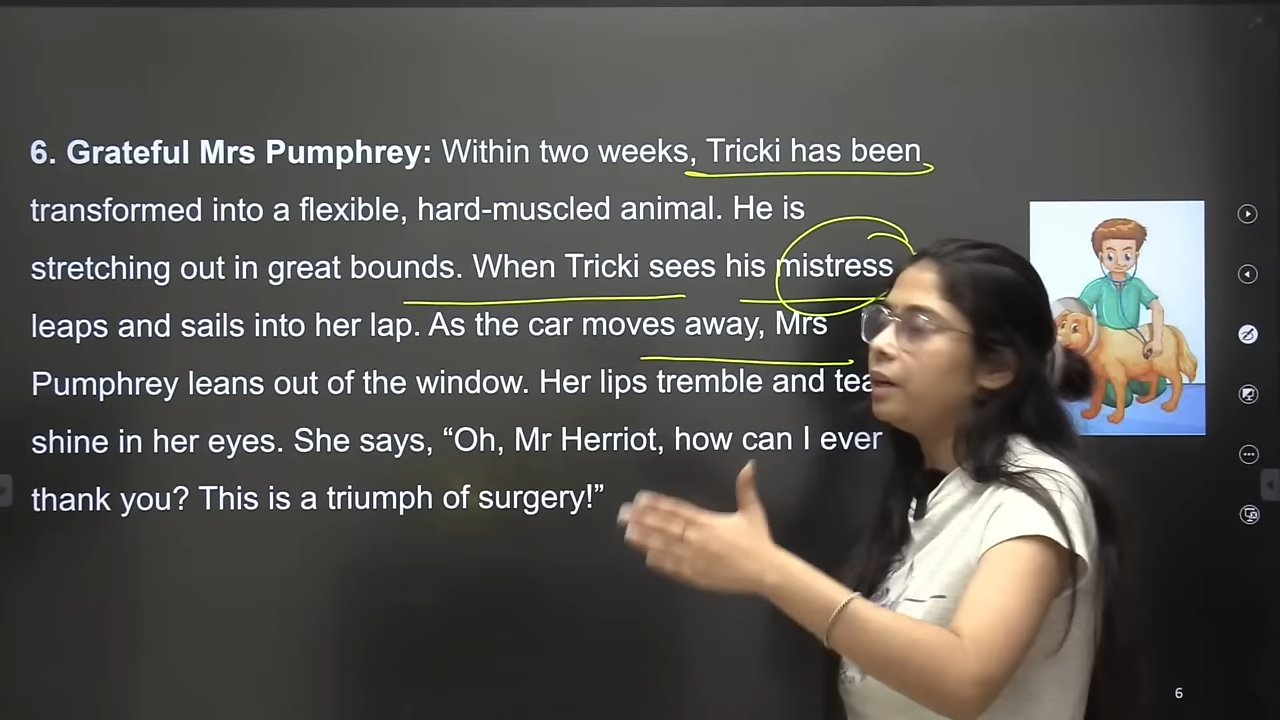 6. Grateful Mrs Pumphrey: Within two weeks, Tricki has been
transformed into a flexible, hard-muscled animal. He is
stretching out in great bounds. When Tricki sees his mistress
leaps and sails into her lap. As the car moves away, Mrs
Pumphrey leans out of the window. Her lips tremble and
shine in her eyes. She says, “Oh, Mr Herriot, how can I ever
thank you? This is a triumph of surgery!”
6